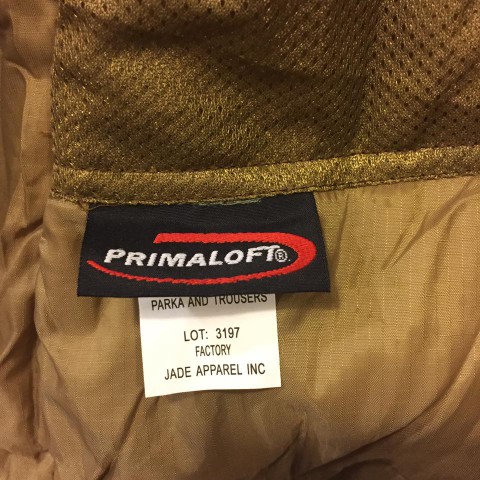 PRIMALOFT®
PARKA AND TROUSERS
LOT: 3197
FACTORY
JADE APPAREL INC